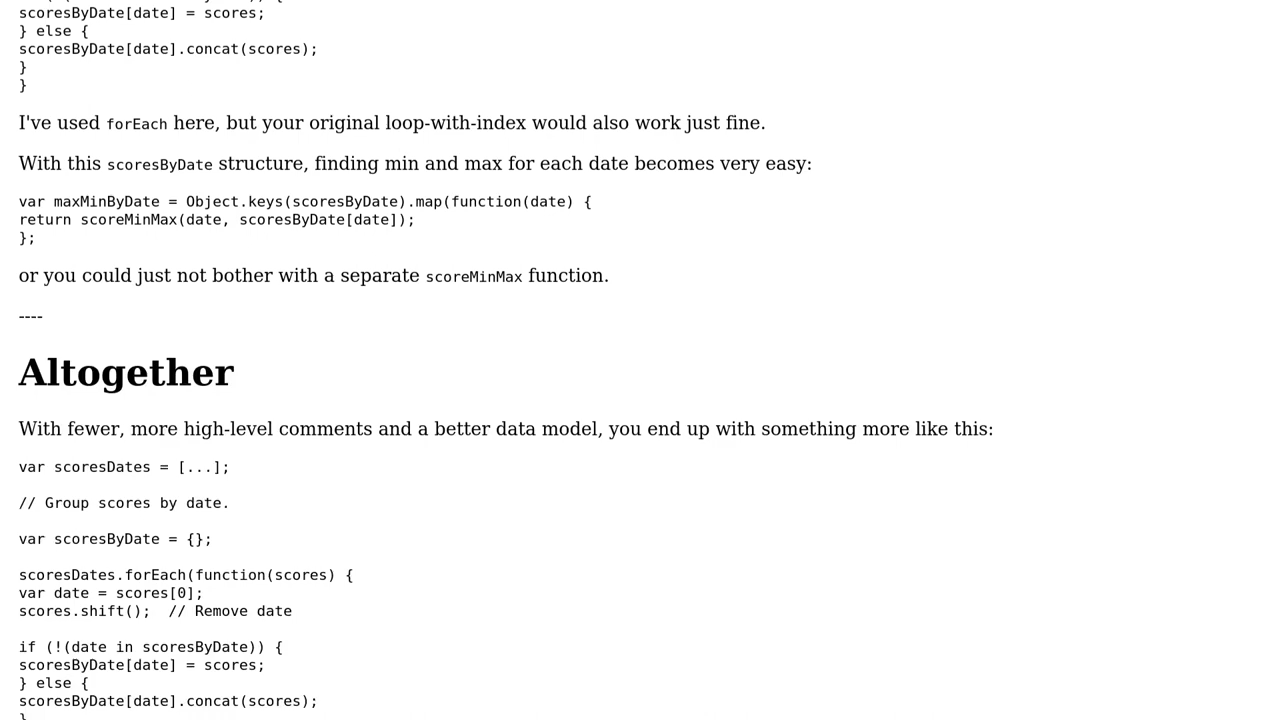 scoresByDate[date] = scores;
} else {
scoresByDate[date].concat(scores);
}
}
I've used forEach here, but your original loop-with-index would also work just fine.
With this scoresByDate structure, finding min and max for each date becomes very easy:
var maxMinByDate = Object.keys(scoresByDate).map(function(date) {
return scoreMinMax(date, scoresByDate[date]);
};
or you could just not bother with a separate scoreMinMax function.
----
Altogether
With fewer, more high-level comments and a better data model, you end up with something more like this:
var scoresDates = [...];
// Group scores by date.
var scoresByDate = {};
scoresDates.forEach(function(scores) {
var date = scores[0];
scores.shift();  // Remove date
if (!(date in scoresByDate)) {
scoresByDate[date] = scores;
} else {
scoresByDate[date].concat(scores);
}